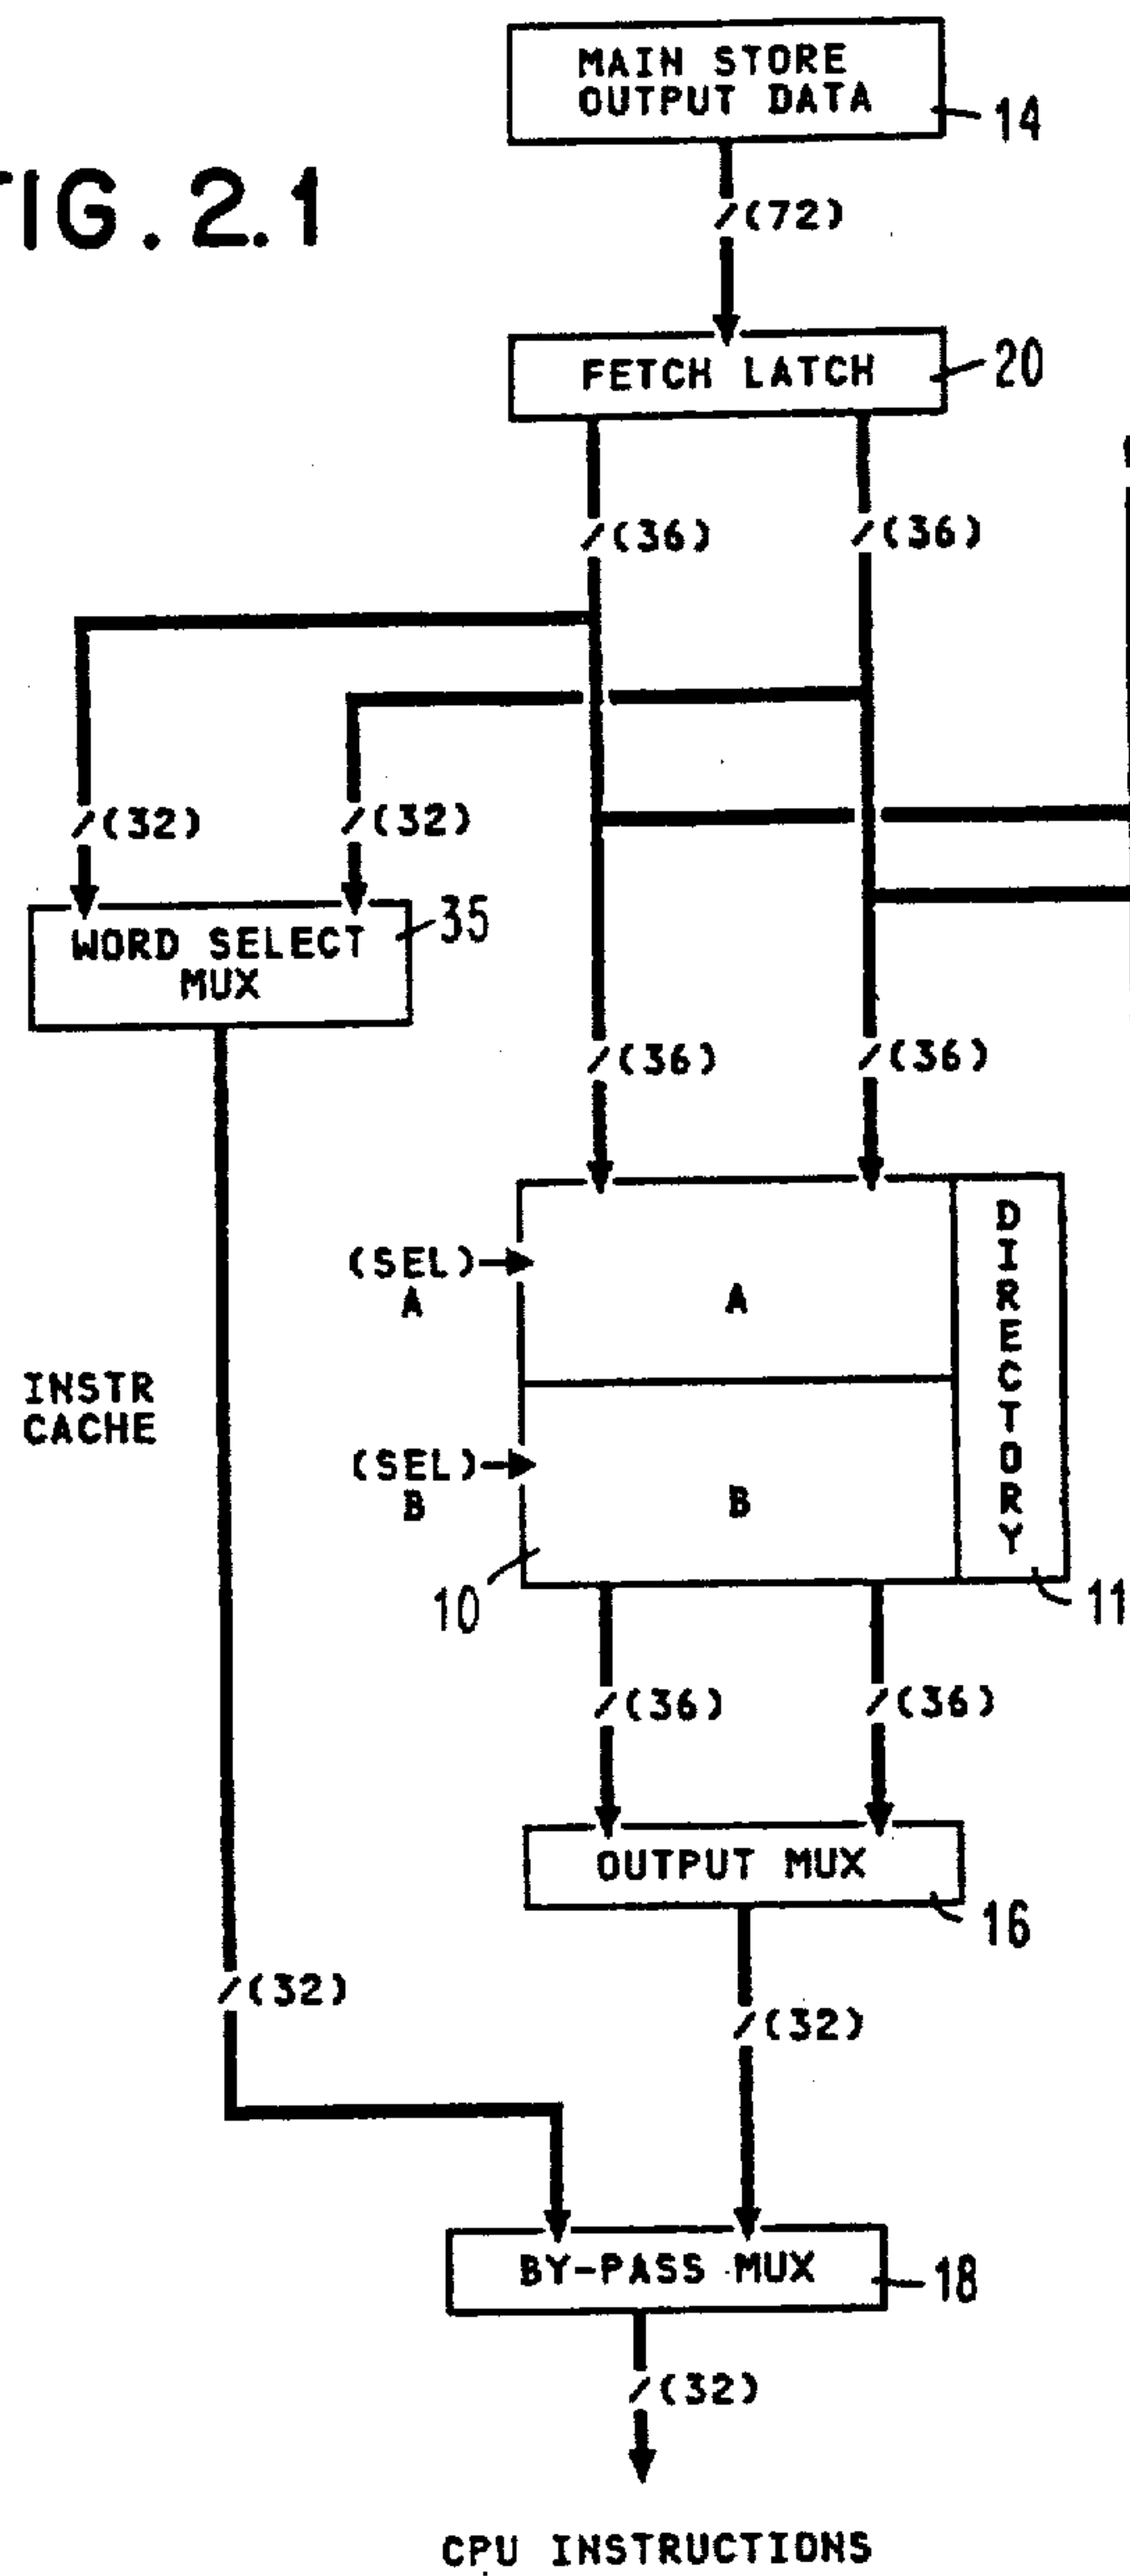 MAIN STORE
OUTPUT DATA
14
FIG. 2.1
(72)
FETCH LATCH
20
(36)
(36)
(32)
(32)
WORD SELECT
MUX
35
(36)
(36)
(SEL)
A
A
DIRECTORY
INSTR
CACHE
(SEL)
B
B
10
11
(36)
(36)
OUTPUT MUX
16
(32)
(32)
BY-PASS MUX
18
(32)
CPU INSTRUCTIONS